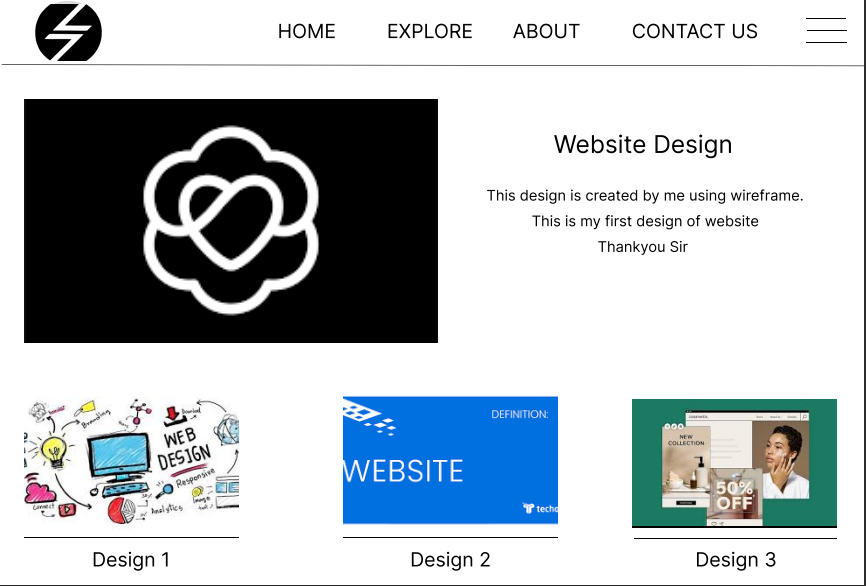 HOME EXPLORE ABOUT CONTACT US
Website Design
This design is created by me using wireframe.
This is my first design of website
Thankyou Sir
Branding
Download
WEB
DESIGN
Responsive
Image
Connect
Analytics
DEFINITION:
WEBSITE
techo
NEW
COLLECTION
50%
OFF
Design 1 Design 2 Design 3